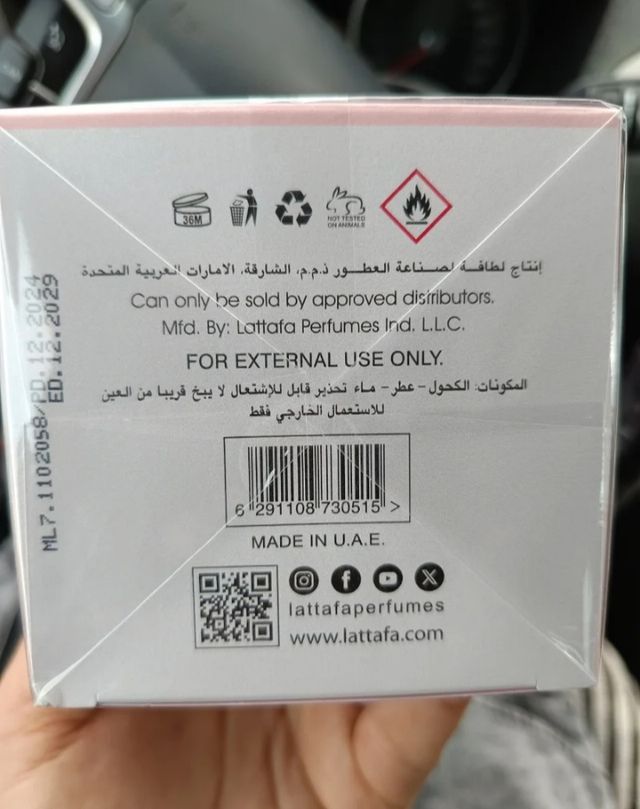 36M
NOT TESTED
ON ANIMALS
إنتاج لطافة لصناعة العطور ذ.م.م، الشارقة، الامارات العربية المتحدة
Can only be sold by approved distributors.
Mfd. By: Lattafa Perfumes Ind. L.L.C.
FOR EXTERNAL USE ONLY.
المكونات: الكحول - عطر - ماء تحذير قابل للإشتعال لا يبخ قريبا من العين
للاستعمال الخارجي فقط
6 291108 730515 >
MADE IN U.A.E.
lattafaperfumes
www.lattafa.com
ML7.1102058/PD.12.2024
ED.12.2029